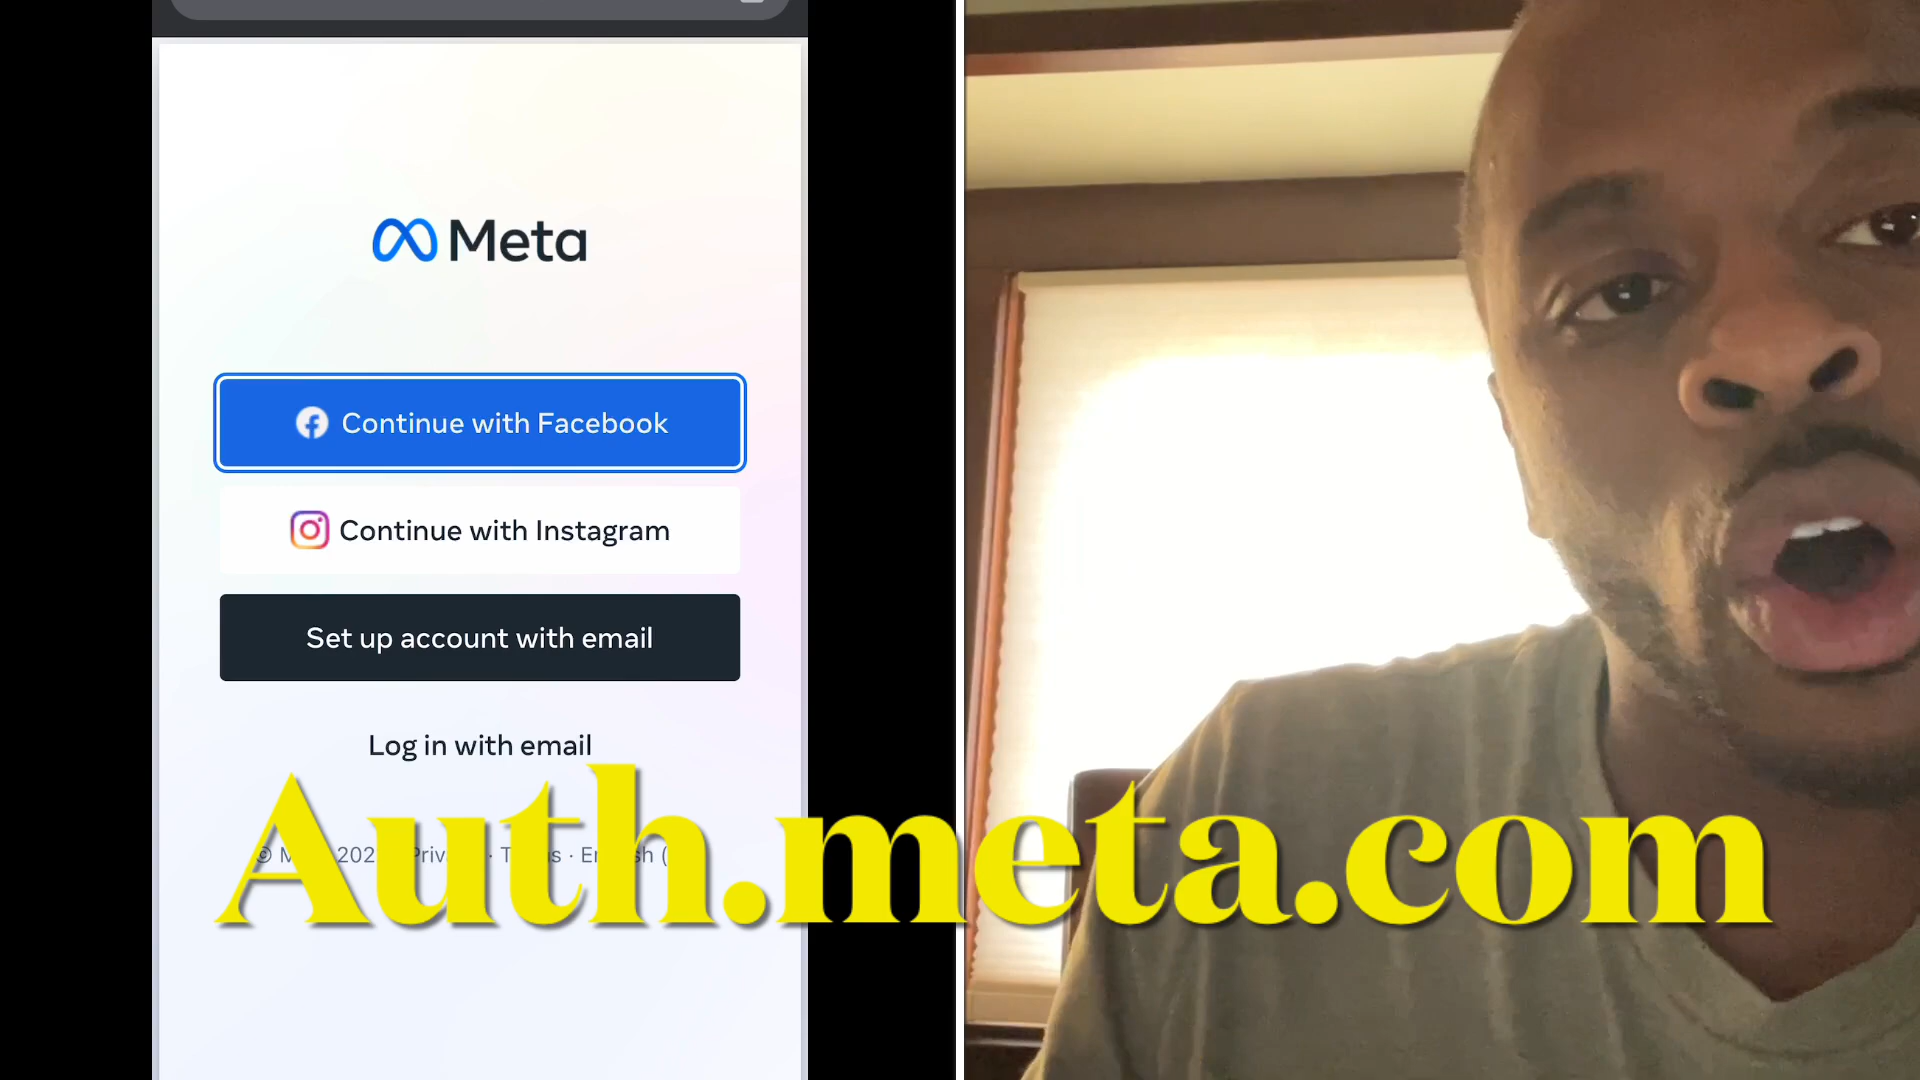 Meta
Continue with Facebook
Continue with Instagram
Set up account with email
Log in with email
Auth.meta.com